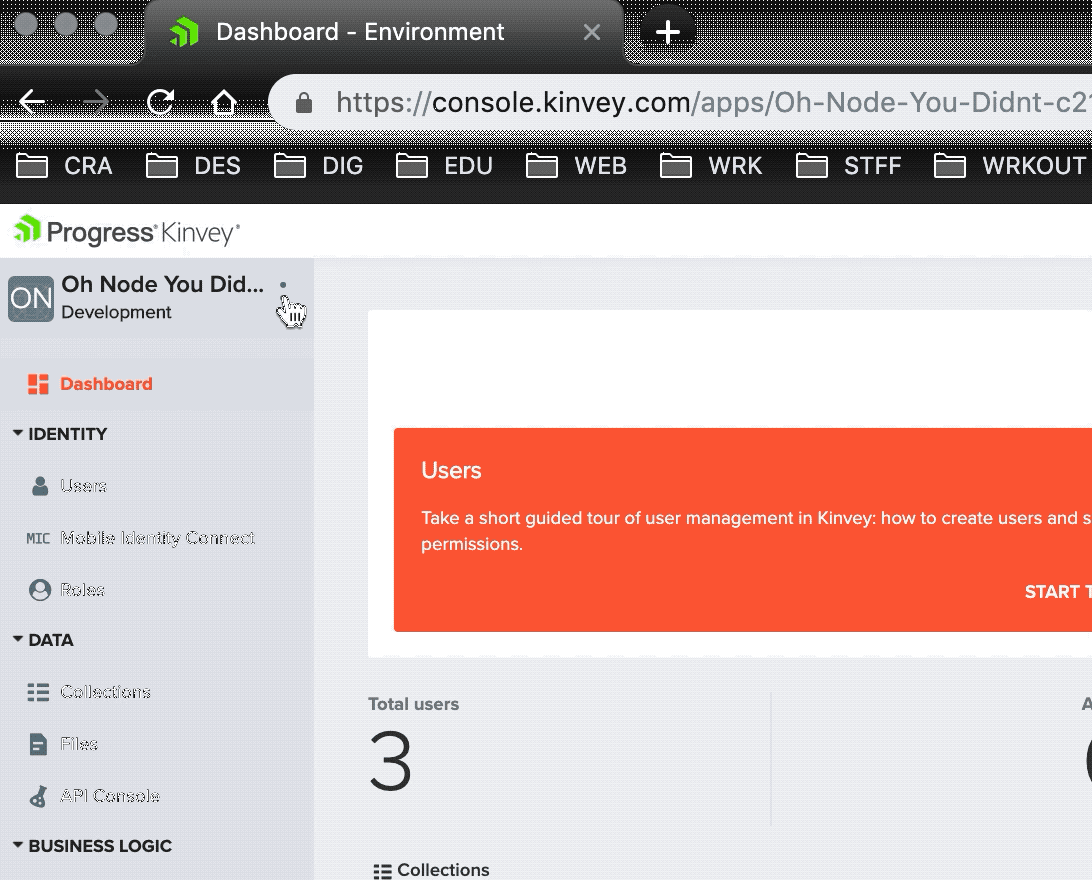 Dashboard - Environment
https://console.kinvey.com/apps/Oh-Node-You-Didnt-c2
CRA DES DIG EDU WEB WRK STFF WRKOUT
Progress Kinvey
ON Oh Node You Did...
Development
Dashboard
IDENTITY
Users
MIC Mobile Identity Connect
Roles
DATA
Collections
Files
API Console
BUSINESS LOGIC
Users
Take a short guided tour of user management in Kinvey: how to create users and s
permissions.
START T
Total users
A
3
Collections